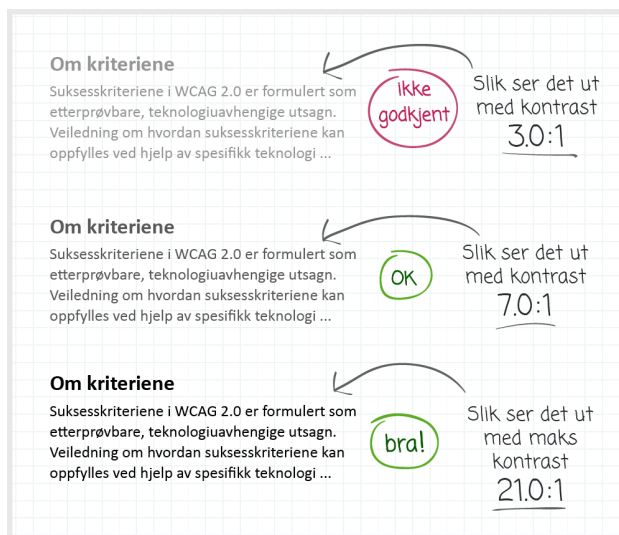 Om kriteriene
Suksesskriteriene i WCAG 2.0 er formulert som
etterprøvbare, teknologiuavhengige utsagn.
Veiledning om hvordan suksesskriteriene kan
oppfylles ved hjelp av spesifikk teknologi ...
ikke
godkjent
Slik ser det ut
med kontrast
3.0:1
Om kriteriene
Suksesskriteriene i WCAG 2.0 er formulert som
etterprøvbare, teknologiuavhengige utsagn.
Veiledning om hvordan suksesskriteriene kan
oppfylles ved hjelp av spesifikk teknologi ...
OK
Slik ser det ut
med kontrast
7.0:1
Om kriteriene
Suksesskriteriene i WCAG 2.0 er formulert som
etterprøvbare, teknologiuavhengige utsagn.
Veiledning om hvordan suksesskriteriene kan
oppfylles ved hjelp av spesifikk teknologi ...
bra!
Slik ser det ut
med maks
kontrast
21.0:1